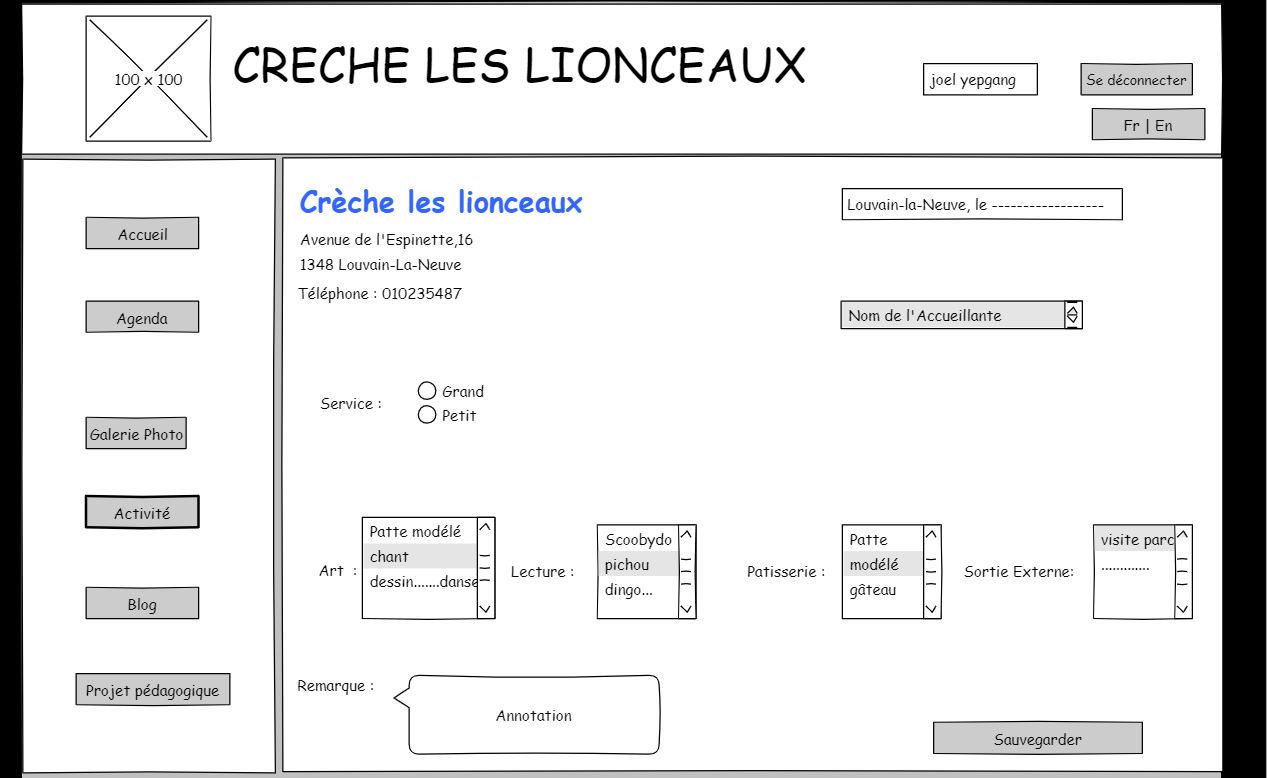 100 x 100
CRECHE LES LIONCEAUX
joel yepgang
Se déconnecter
Fr | En
Accueil
Agenda
Galerie Photo
Activité
Blog
Projet pédagogique
Crèche les lionceaux
Louvain-la-Neuve, le ------------------
Avenue de l'Espinette,16
1348 Louvain-La-Neuve
Téléphone : 010235487
Nom de l'Accueillante
Service :
Grand
Petit
Art :
Patte modélé
chant
dessin.......danse
Lecture :
Scoobydo
pichou
dingo...
Patisserie :
Patte
modélé
gâteau
Sortie Externe:
visite parc
.............
Remarque :
Annotation
Sauvegarder